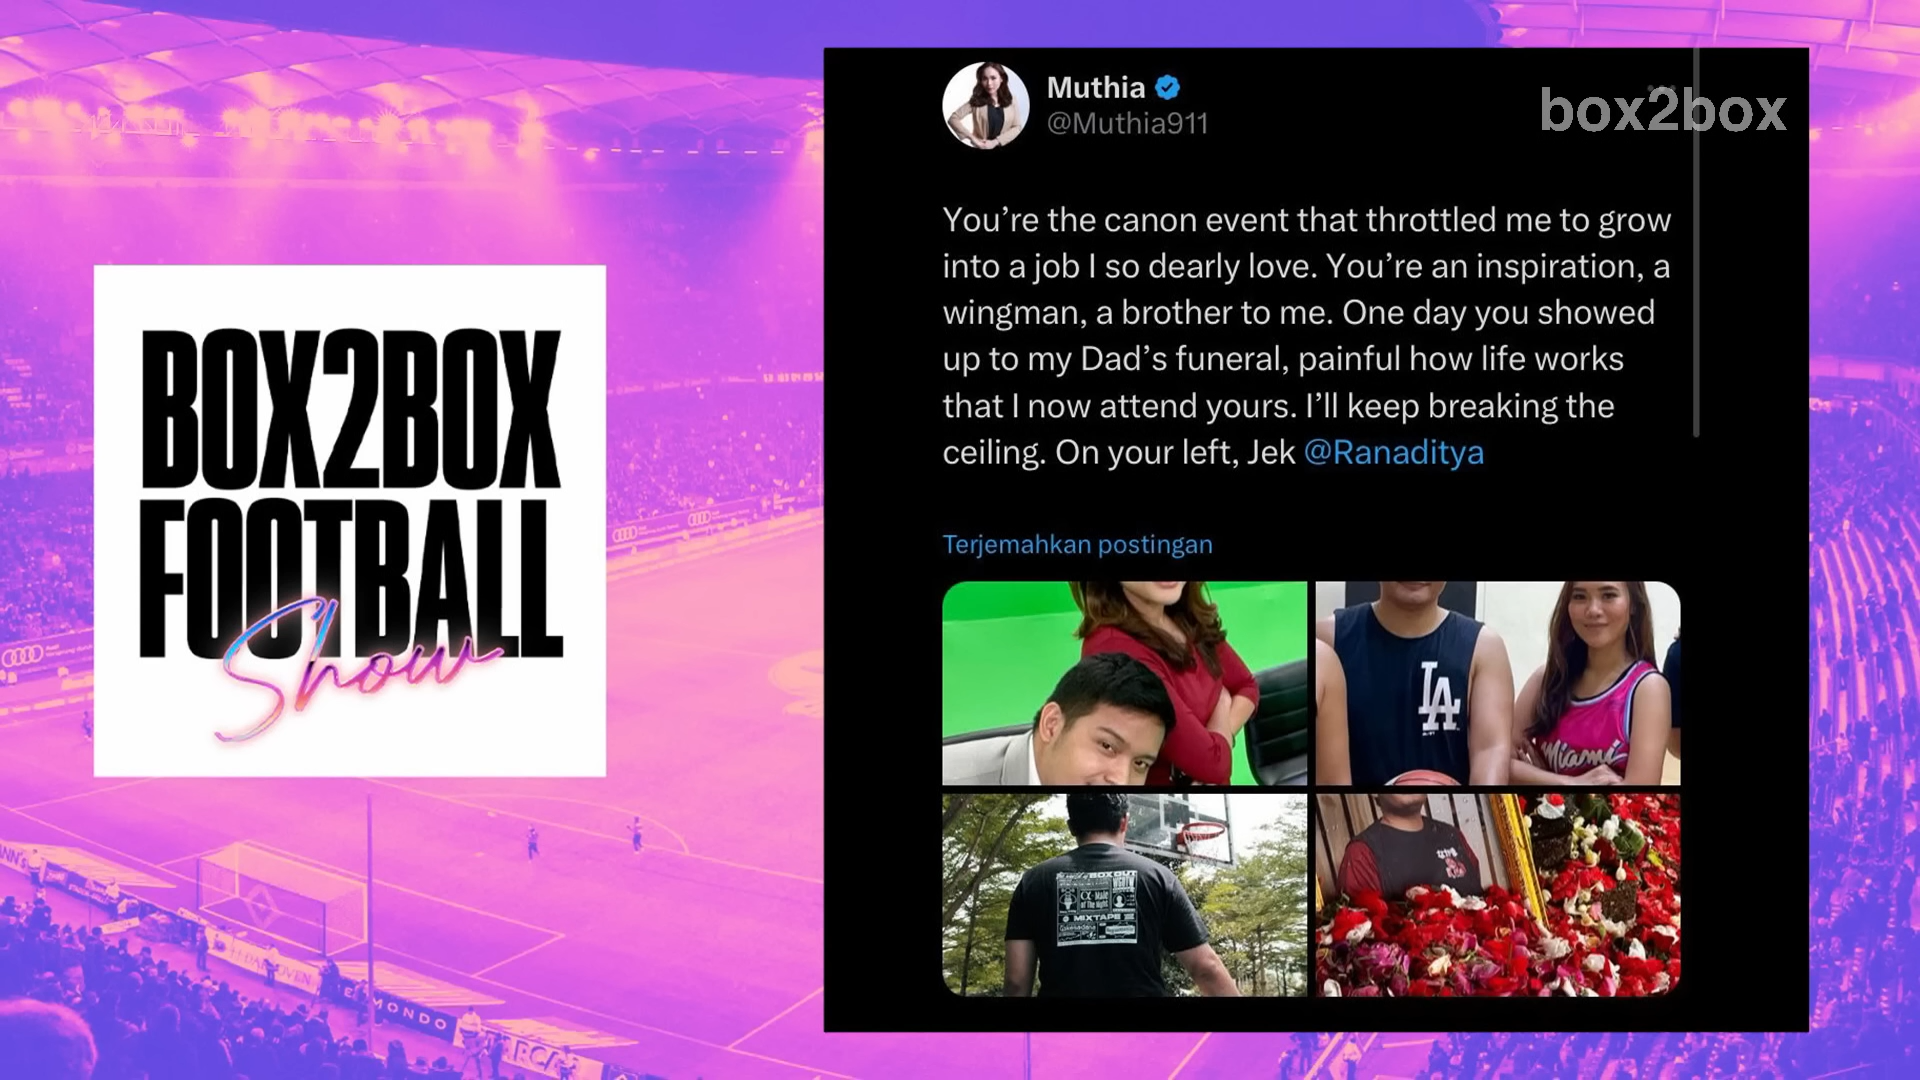 BOX2BOX
FOOTBALL
Show
Muthia
@Muthia911
box2box
You’re the canon event that throttled me to grow
into a job I so dearly love. You’re an inspiration, a
wingman, a brother to me. One day you showed
up to my Dad’s funeral, painful how life works
that I now attend yours. I’ll keep breaking the
ceiling. On your left, Jek @Ranaditya
Terjemahkan postingan
LA
Miami
MIXTAPE
EL MONDO